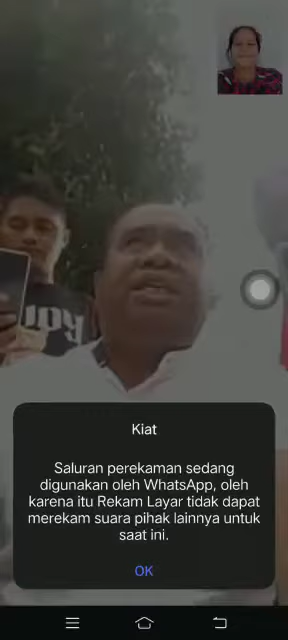 Kiat
Saluran perekaman sedang
digunakan oleh WhatsApp, oleh
karena itu Rekam Layar tidak dapat
merekam suara pihak lainnya untuk
saat ini.
OK